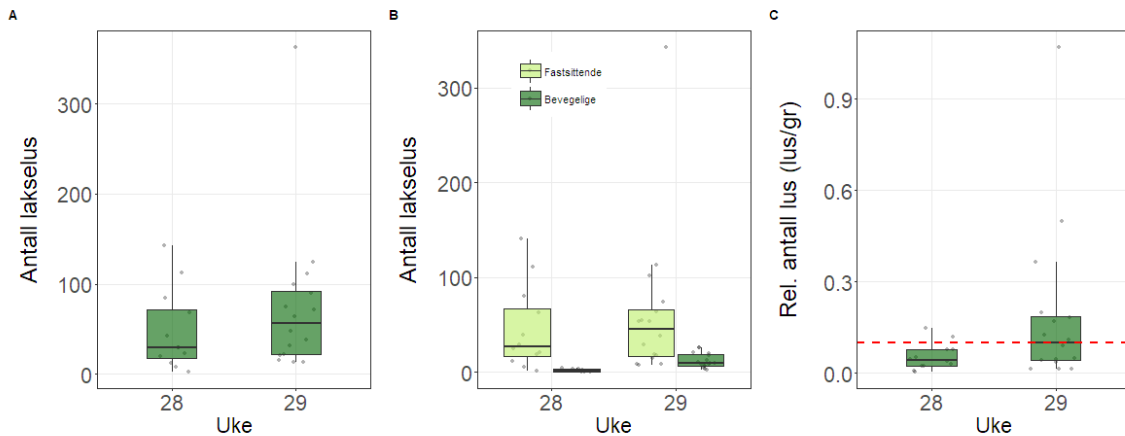 A
Antall lakselus
300
200
100
0
28
29
Uke
B
Antall lakselus
300
200
100
0
Fastsittende
Bevegelige
28
29
Uke
C
Rel. antall lus (lus/gr)
0.9
0.6
0.3
0.0
28
29
Uke